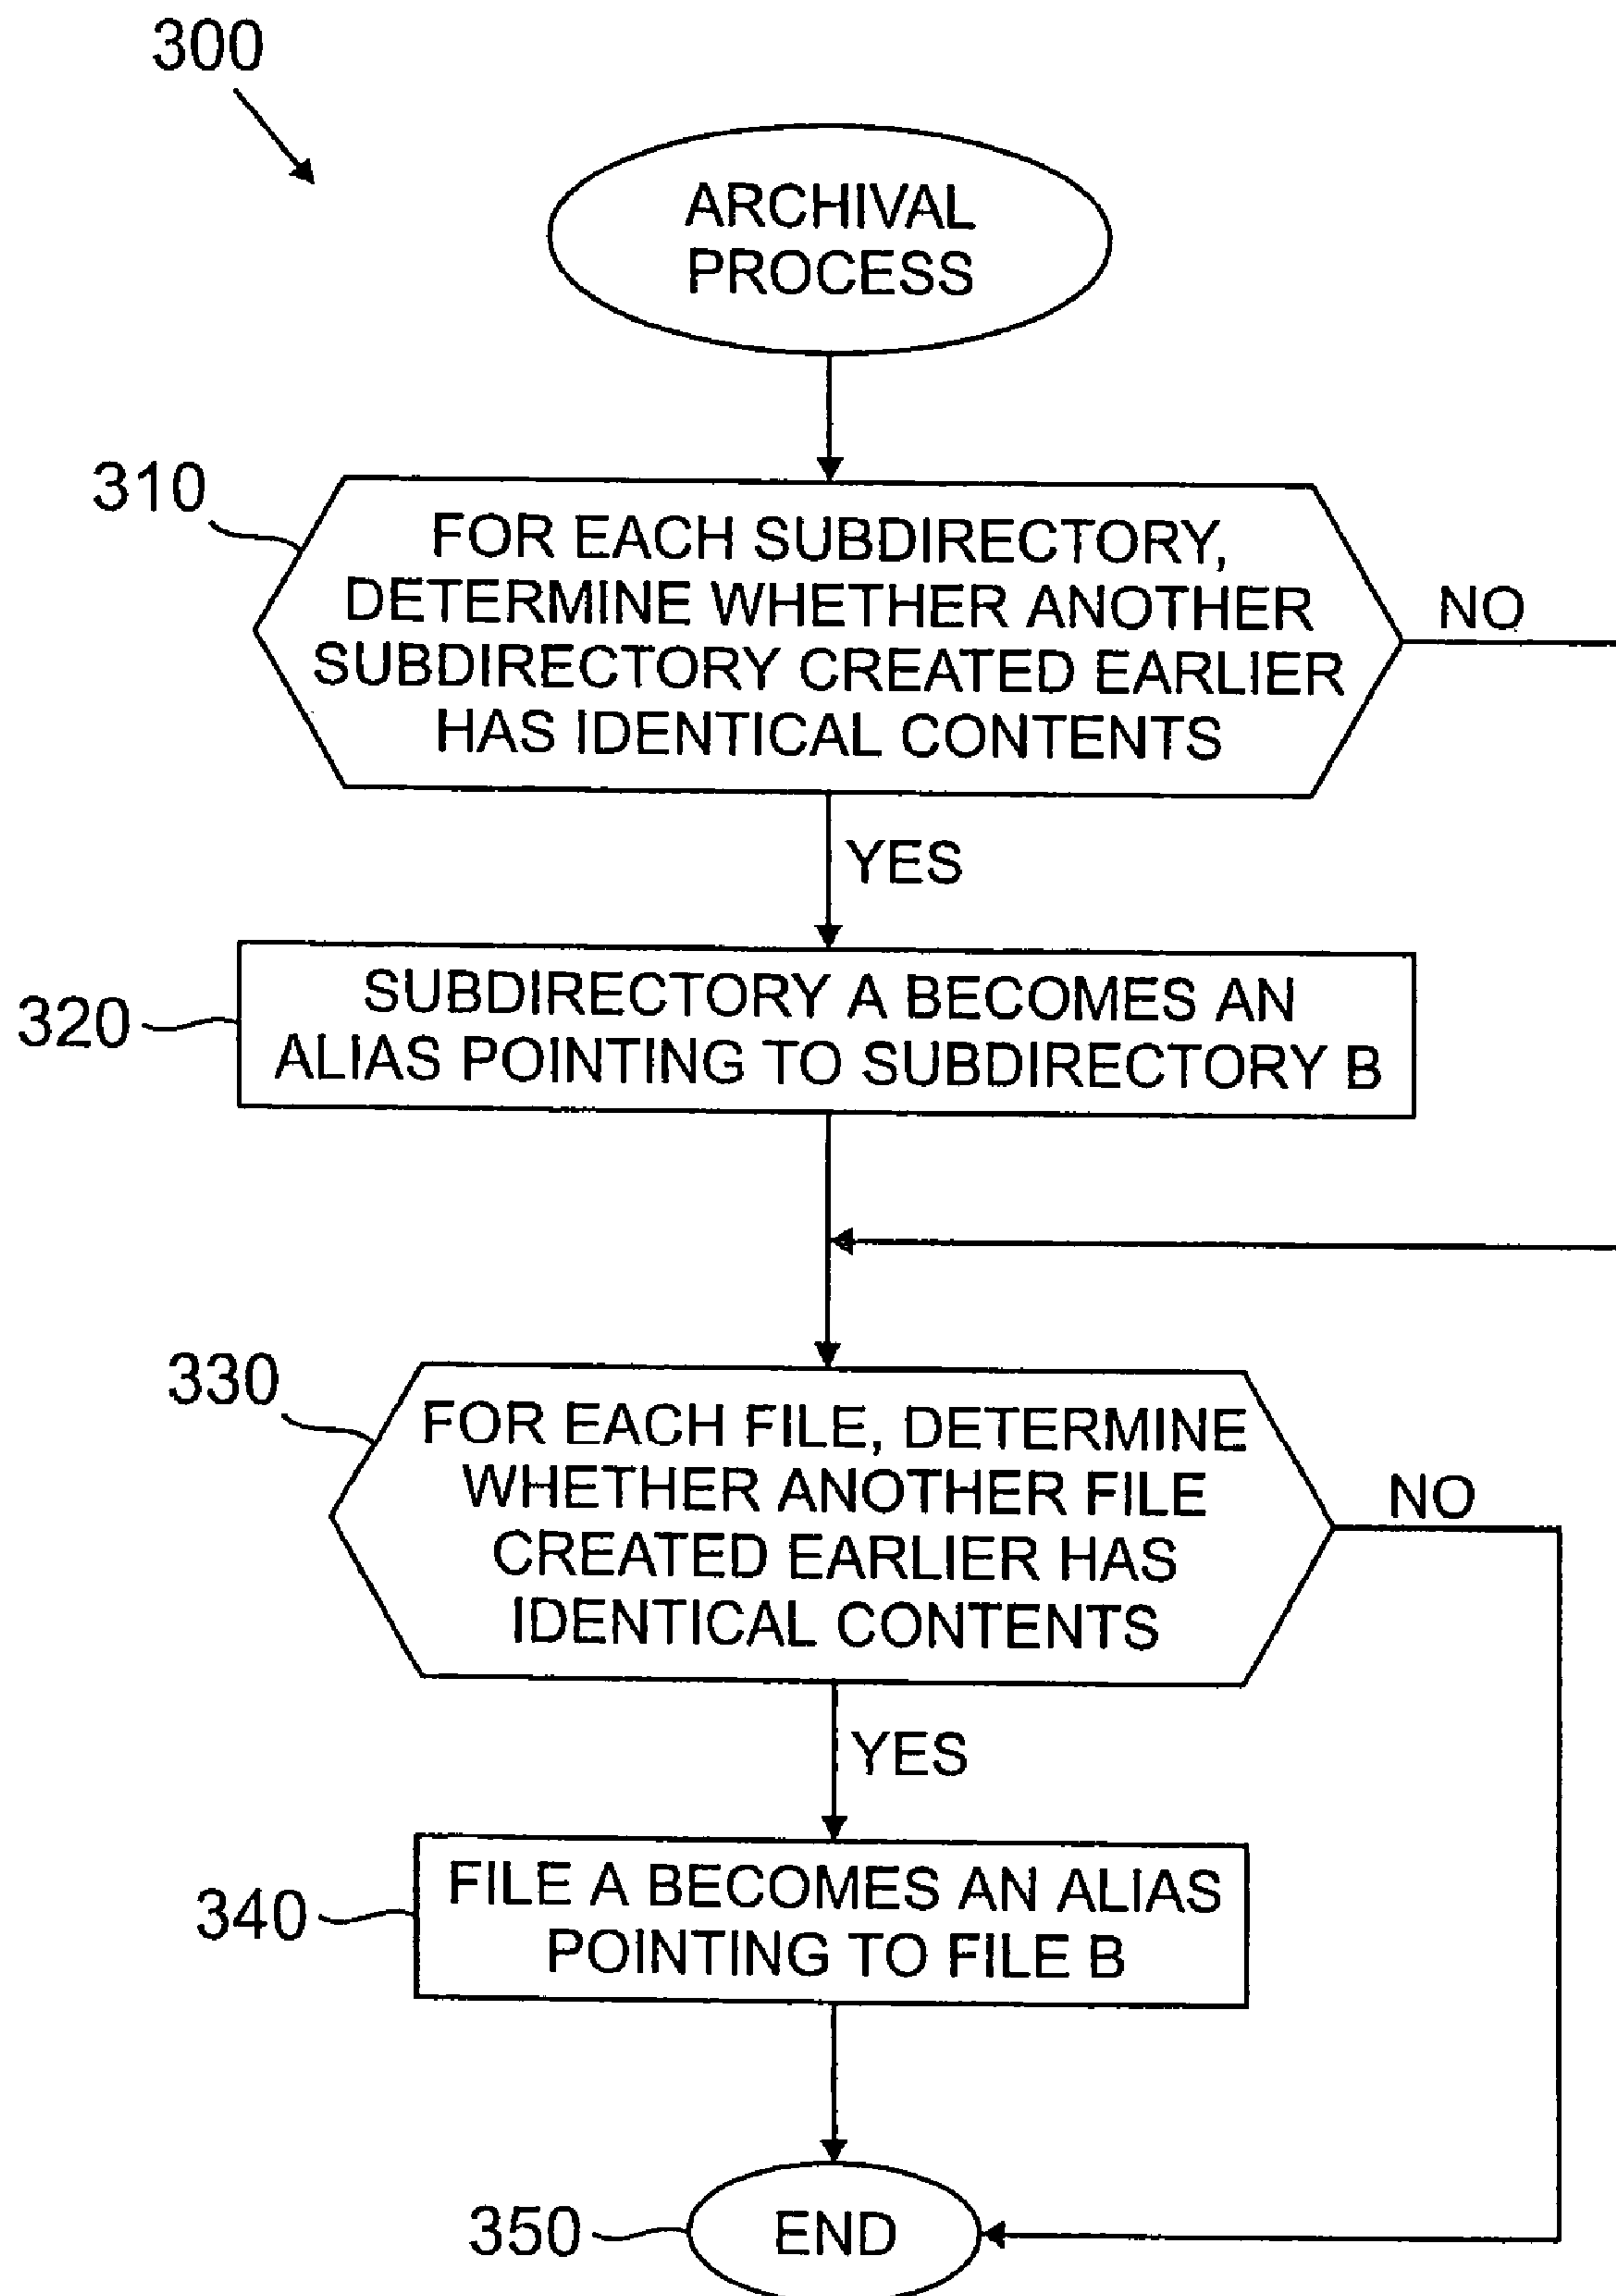 300
ARCHIVAL
PROCESS
310
FOR EACH SUBDIRECTORY,
DETERMINE WHETHER ANOTHER
SUBDIRECTORY CREATED EARLIER
HAS IDENTICAL CONTENTS
NO
YES
320
SUBDIRECTORY A BECOMES AN
ALIAS POINTING TO SUBDIRECTORY B
330
FOR EACH FILE, DETERMINE
WHETHER ANOTHER FILE
CREATED EARLIER HAS
IDENTICAL CONTENTS
NO
YES
340
FILE A BECOMES AN ALIAS
POINTING TO FILE B
350
END